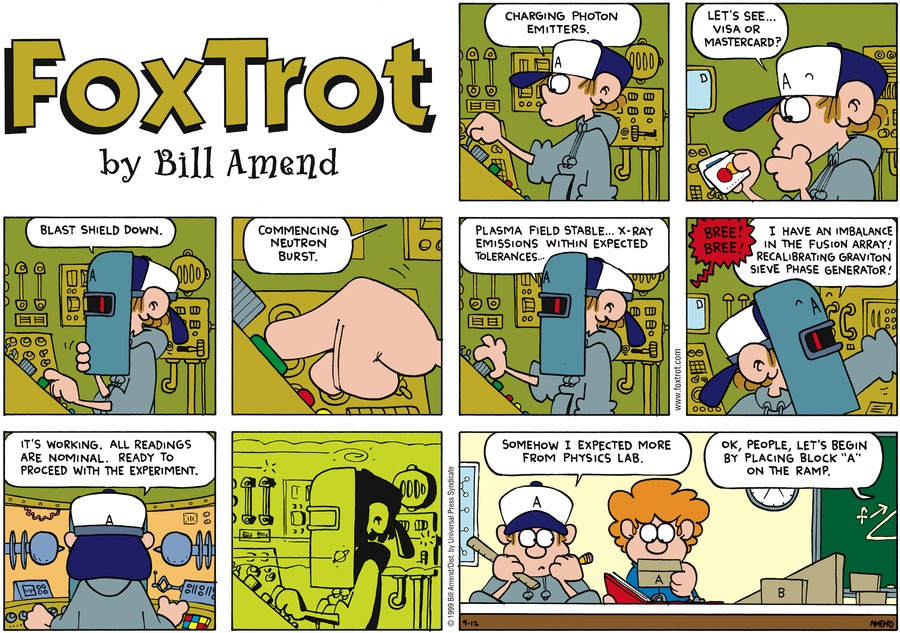 FoxTrot
by Bill Amend
CHARGING PHOTON
EMITTERS.
A
LET'S SEE...
VISA OR
MASTERCARD?
A
BLAST SHIELD DOWN.
A
COMMENCING
NEUTRON
BURST.
PLASMA FIELD STABLE... X-RAY
EMISSIONS WITHIN EXPECTED
TOLERANCES...
A
www.foxtrot.com
BREE!
BREE!
I HAVE AN IMBALANCE
IN THE FUSION ARRAY!
RECALIBRATING GRAVITON
SIEVE PHASE GENERATOR!
A
IT'S WORKING. ALL READINGS
ARE NOMINAL. READY TO
PROCEED WITH THE EXPERIMENT.
A
© 1999 Bill Amend/Dist. by Universal Press Syndicate
SOMEHOW I EXPECTED MORE
FROM PHYSICS LAB.
OK, PEOPLE, LET'S BEGIN
BY PLACING BLOCK "A"
ON THE RAMP.
A
A
B
f
9-12
AMEND